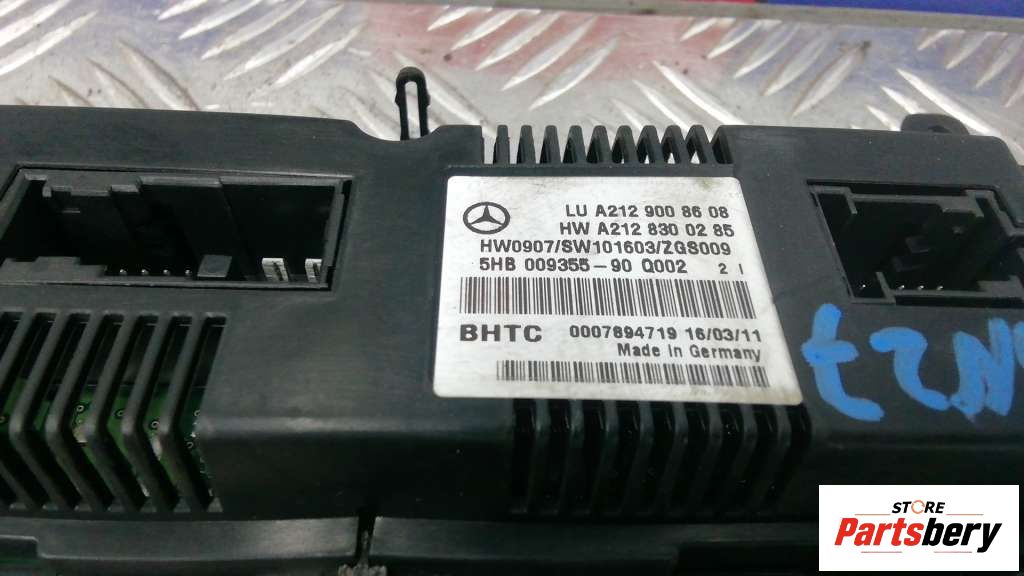 LU A212 900 86 08
HW A212 830 02 85
HW0907/SW101603/ZGS009
5HB 009355-90 Q002 2 I
BHTC 0007894719 16/03/11
Made in Germany
STORE
Partsbery